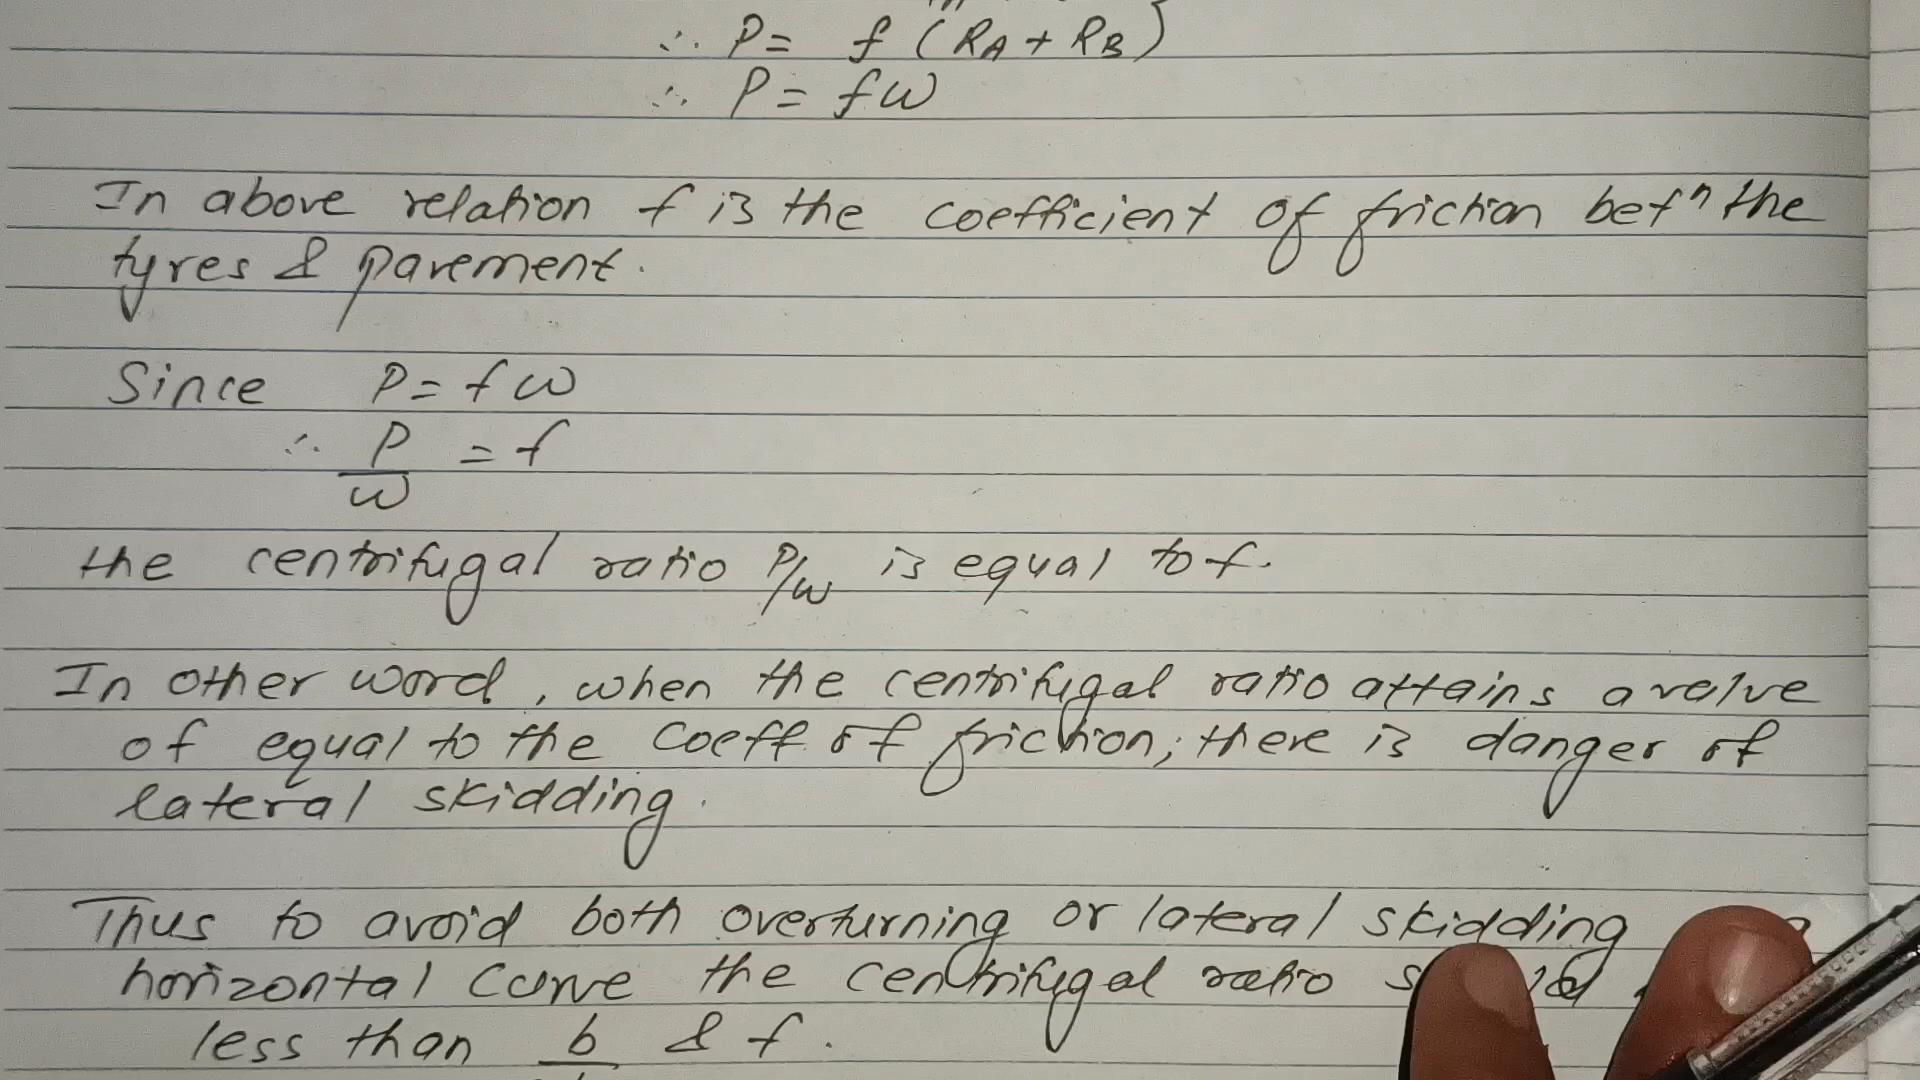 ∴ P = f (RA + RB)
∴ P = fW
In above relation f is the coefficient of friction betn the
tyres & pavement.
Since P = fW
∴ P/W = f
the centrifugal ratio P/W is equal to f.
In other word, when the centrifugal ratio attains a value
of equal to the coeff of friction, there is danger of
lateral skidding.
Thus to avoid both overturning or lateral skidding
horizontal curve the centrifugal ratio
less than b & f.